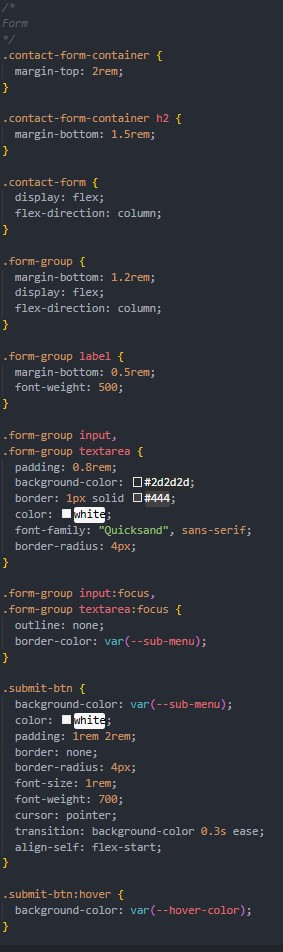 /*
Form
*/
.contact-form-container {
  margin-top: 2rem;
}

.contact-form-container h2 {
  margin-bottom: 1.5rem;
}

.contact-form {
  display: flex;
  flex-direction: column;
}

.form-group {
  margin-bottom: 1.2rem;
  display: flex;
  flex-direction: column;
}

.form-group label {
  margin-bottom: 0.5rem;
  font-weight: 500;
}

.form-group input,
.form-group textarea {
  padding: 0.8rem;
  background-color: #2d2d2d;
  border: 1px solid #444;
  color: white;
  font-family: "Quicksand", sans-serif;
  border-radius: 4px;
}

.form-group input:focus,
.form-group textarea:focus {
  outline: none;
  border-color: var(--sub-menu);
}

.submit-btn {
  background-color: var(--sub-menu);
  color: white;
  padding: 1rem 2rem;
  border: none;
  border-radius: 4px;
  font-size: 1rem;
  font-weight: 700;
  cursor: pointer;
  transition: background-color 0.3s ease;
  align-self: flex-start;
}

.submit-btn:hover {
  background-color: var(--hover-color);
}